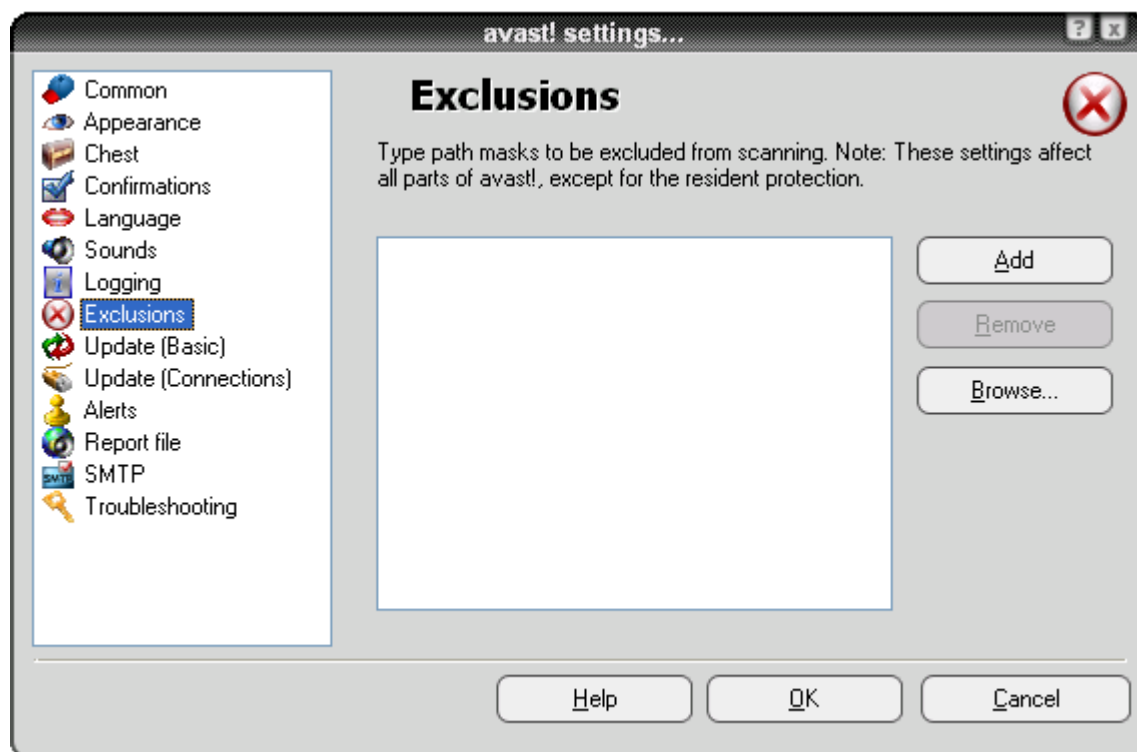 avast! settings...
? x
Common
Appearance
Chest
Confirmations
Language
Sounds
Logging
Exclusions
Update (Basic)
Update (Connections)
Alerts
Report file
SMTP
SMTP
Troubleshooting
Exclusions
Type path masks to be excluded from scanning. Note: These settings affect
all parts of avast!, except for the resident protection.
Add
Remove
Browse...
Help
OK
Cancel